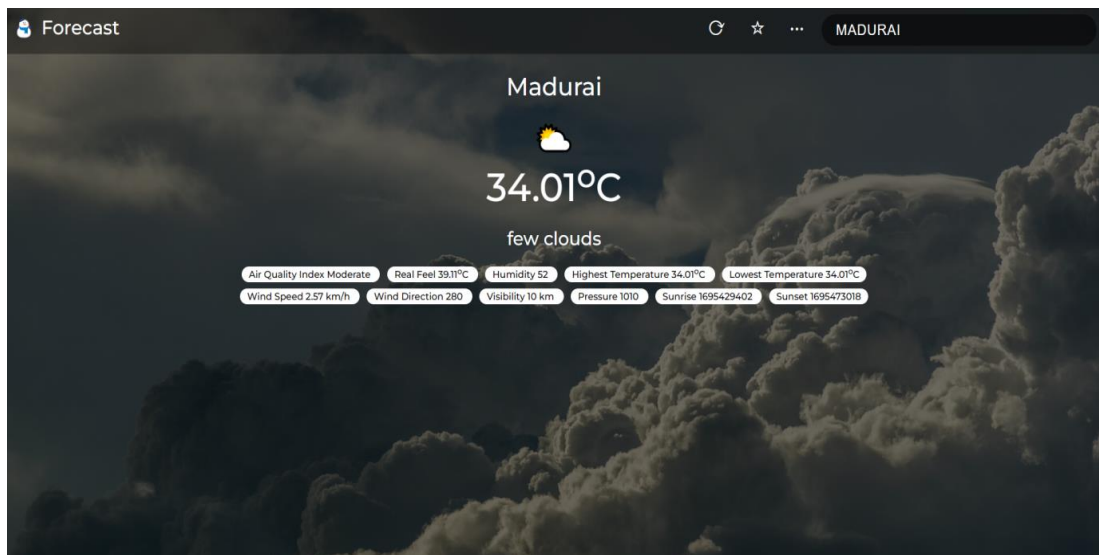 Forecast
MADURAI
Madurai
34.01°C
few clouds
Air Quality Index Moderate Real Feel 39.11°C Humidity 52 Highest Temperature 34.01°C Lowest Temperature 34.01°C
Wind Speed 2.57 km/h Wind Direction 280 Visibility 10 km Pressure 1010 Sunrise 1695429402 Sunset 1695473018